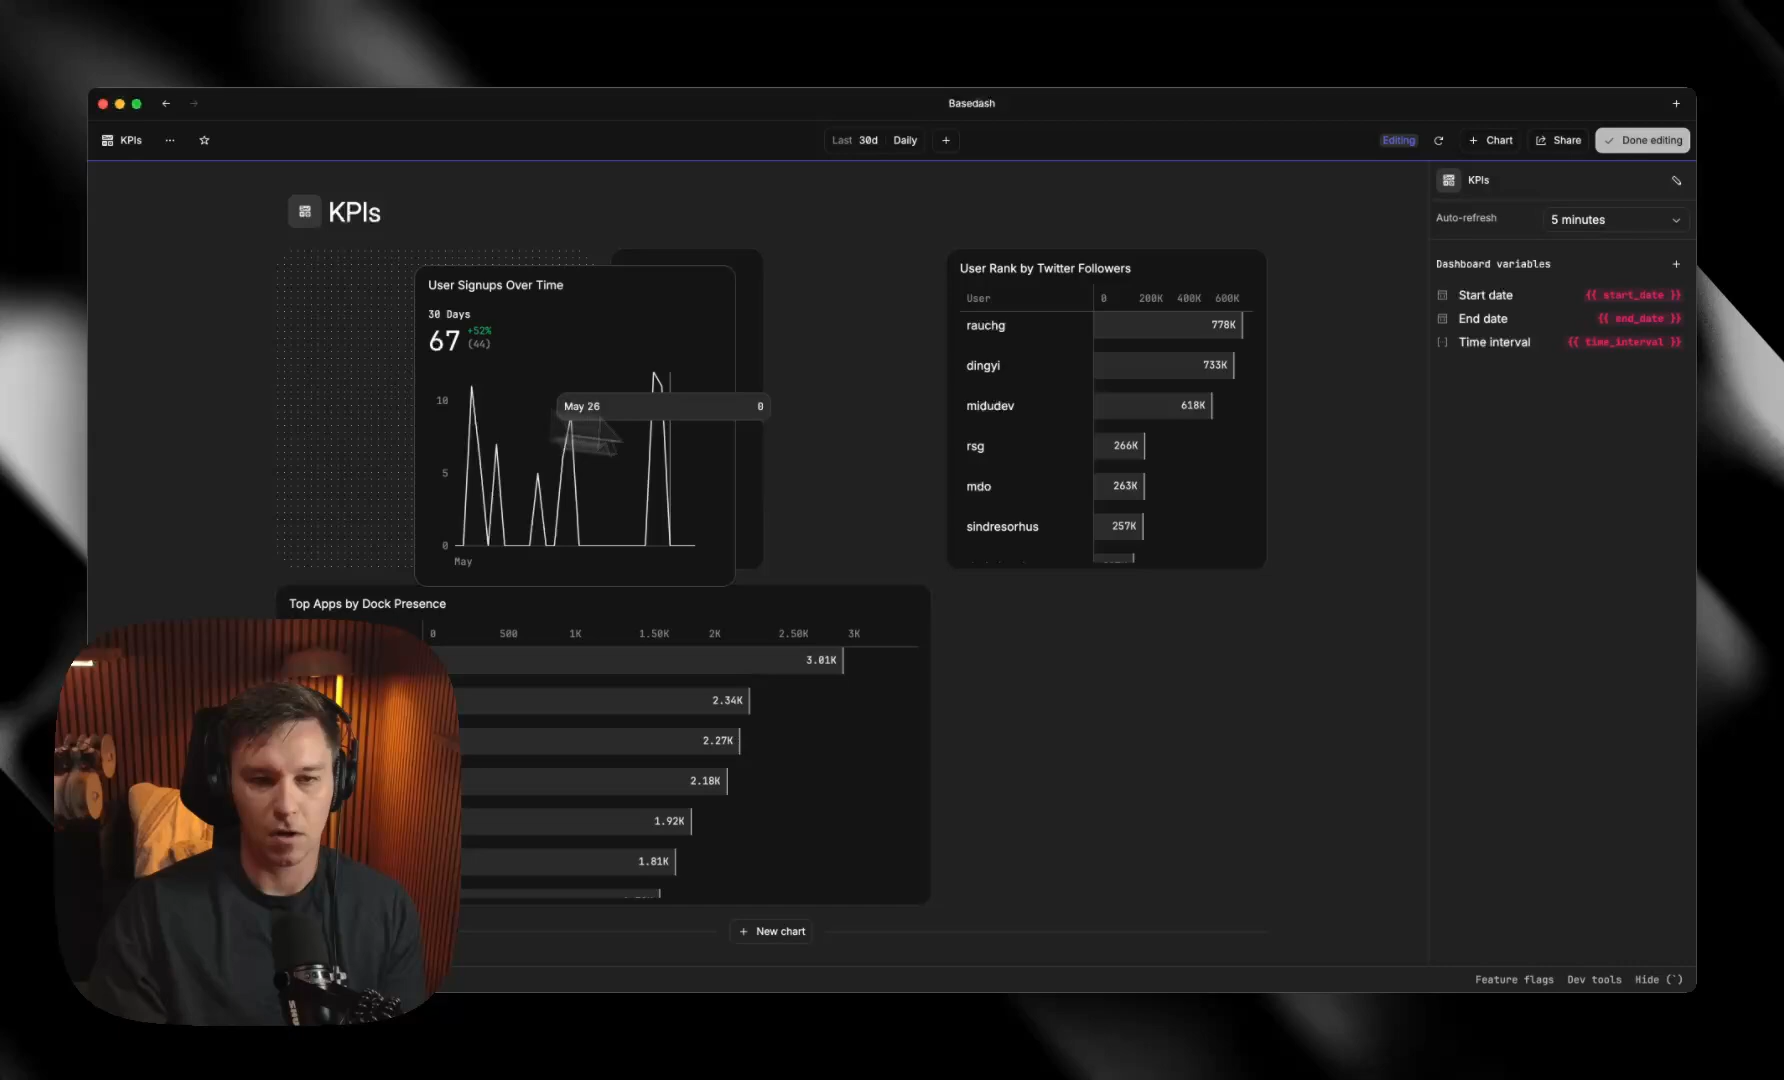 Basedash
KPIs
Last 30d Daily
Editing
Chart
Share
Done editing
KPIs
User Signups Over Time
30 Days
67
+52%
(44)
10
5
0
May
May 26 0
User Rank by Twitter Followers
User 0 200K 400K 600K
rauchg 778K
dingyi 733K
midudev 618K
rsg 266K
mdo 263K
sindresorhus 257K
Top Apps by Dock Presence
0 500 1K 1.50K 2K 2.50K 3K
3.01K
2.34K
2.27K
2.18K
1.92K
1.81K
New chart
KPIs
Auto-refresh 5 minutes
Dashboard variables
Start date {{ start_date }}
End date {{ end_date }}
Time interval {{ time_interval }}
Feature flags Dev tools Hide (`)